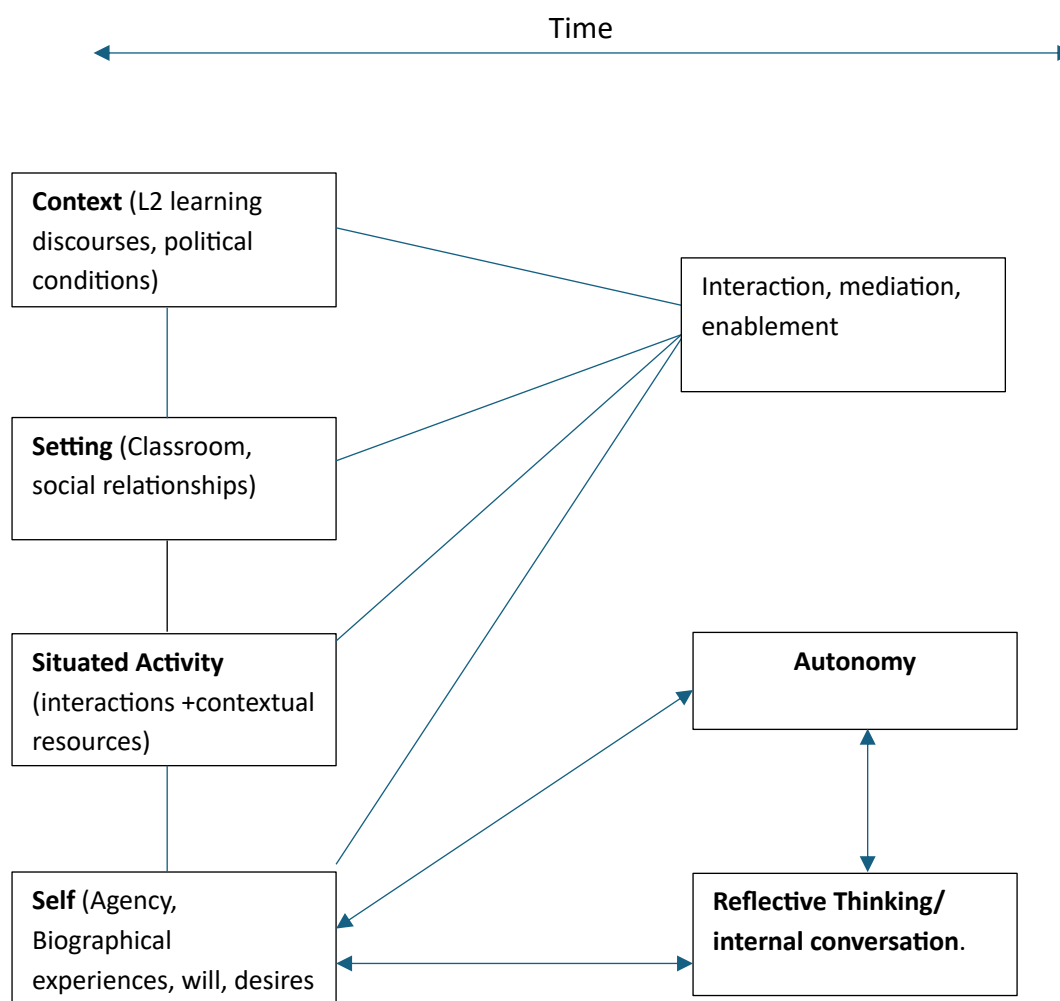 Time
Context (L2 learning
discourses, political
conditions)
Interaction, mediation,
enablement
Setting (Classroom,
social relationships)
Situated Activity
(interactions +contextual
resources)
Autonomy
Self (Agency,
Biographical
experiences, will, desires
Reflective Thinking/
internal conversation.